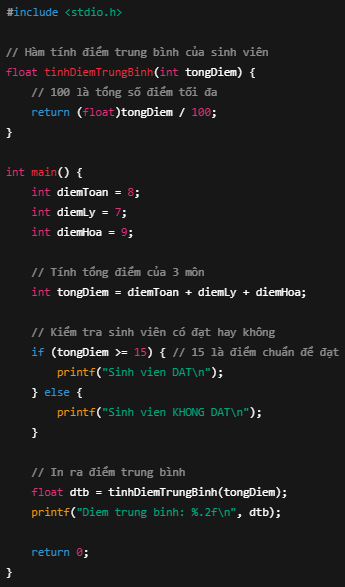 #include <stdio.h>

// Hàm tính điểm trung bình của sinh viên
float tinhDiemTrungBinh(int tongDiem) {
    // 100 là tổng số điểm tối đa
    return (float)tongDiem / 100;
}

int main() {
    int diemToan = 8;
    int diemLy = 7;
    int diemHoa = 9;

    // Tính tổng điểm của 3 môn
    int tongDiem = diemToan + diemLy + diemHoa;

    // Kiểm tra sinh viên có đạt hay không
    if (tongDiem >= 15) { // 15 là điểm chuẩn để đạt
        printf("Sinh vien DAT\n");
    } else {
        printf("Sinh vien KHONG DAT\n");
    }

    // In ra điểm trung bình
    float dtb = tinhDiemTrungBinh(tongDiem);
    printf("Diem trung binh: %.2f\n", dtb);

    return 0;
}